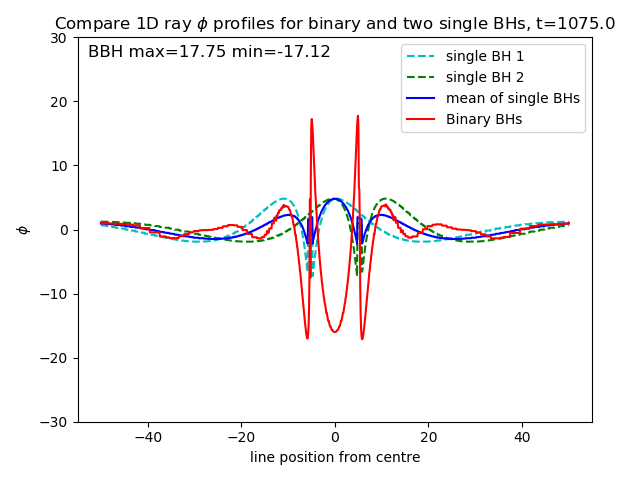 Compare 1D ray ϕ profiles for binary and two single BHs, t=1075.0
BBH max=17.75 min=-17.12
single BH 1
single BH 2
mean of single BHs
Binary BHs
ϕ
30
20
10
0
−10
−20
−30
−40 −20 0 20 40
line position from centre